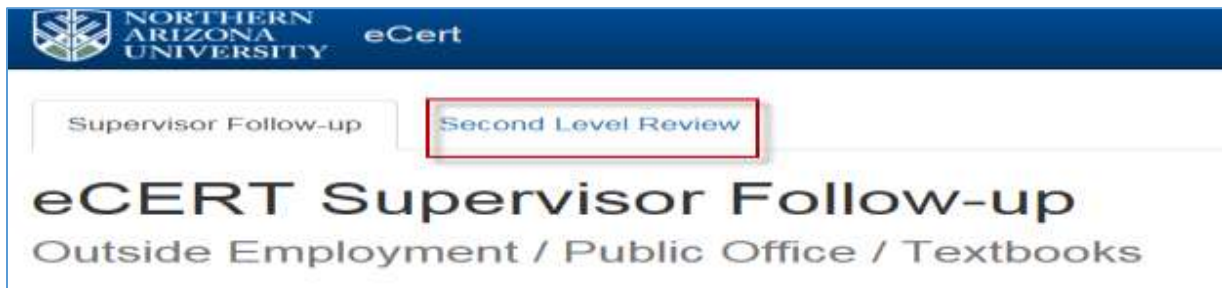 NORTHERN
ARIZONA
UNIVERSITY
eCert
Supervisor Follow-up
Second Level Review
eCERT Supervisor Follow-up
Outside Employment / Public Office / Textbooks